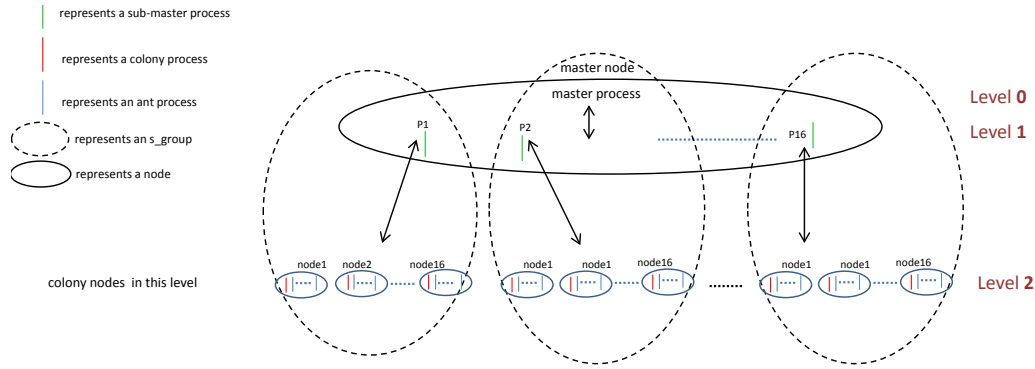 represents a sub-master process
represents a colony process
represents an ant process
represents an s_group
represents a node
master node
master process
Level 0
Level 1
P1
P2
P16
node1
node2
node16
node1
node1
node16
node1
node1
node16
colony nodes in this level
Level 2